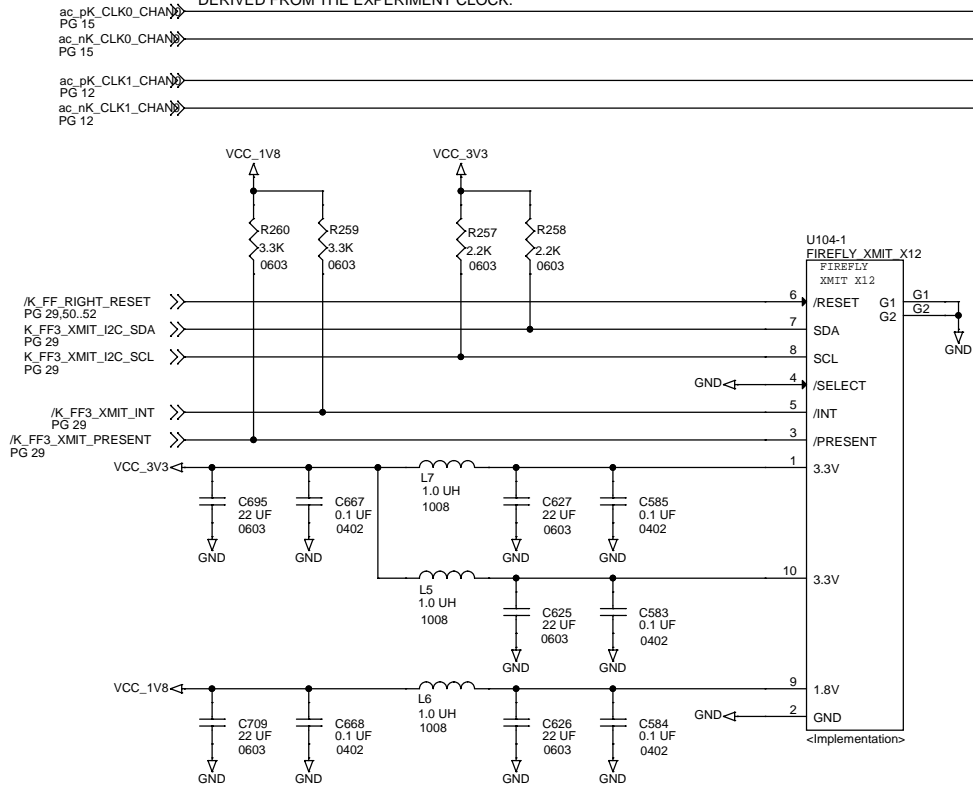 DERIVED FROM THE EXPERIMENT CLOCK.
ac_pK_CLK0_CHAN0
PG 15
ac_nK_CLK0_CHAN0
PG 15
ac_pK_CLK1_CHAN0
PG 12
ac_nK_CLK1_CHAN0
PG 12
VCC_1V8
VCC_3V3
R260
3.3K
0603
R259
3.3K
0603
R257
2.2K
0603
R258
2.2K
0603
U104-1
FIREFLY_XMIT_X12
FIREFLY
XMIT X12
/K_FF_RIGHT_RESET
PG 29,50..52
6
/RESET
G1
G1
G2
G2
GND
K_FF3_XMIT_I2C_SDA
PG 29
7
SDA
K_FF3_XMIT_I2C_SCL
PG 29
8
SCL
GND
4
/SELECT
/K_FF3_XMIT_INT
PG 29
5
/INT
/K_FF3_XMIT_PRESENT
PG 29
3
/PRESENT
VCC_3V3
1
3.3V
L7
1.0 UH
1008
C695
22 UF
0603
GND
C667
0.1 UF
0402
GND
C627
22 UF
0603
GND
C585
0.1 UF
0402
GND
10
3.3V
L5
1.0 UH
1008
C625
22 UF
0603
GND
C583
0.1 UF
0402
GND
VCC_1V8
9
1.8V
L6
1.0 UH
1008
GND
2
GND
<Implementation>
C709
22 UF
0603
GND
C668
0.1 UF
0402
GND
C626
22 UF
0603
GND
C584
0.1 UF
0402
GND